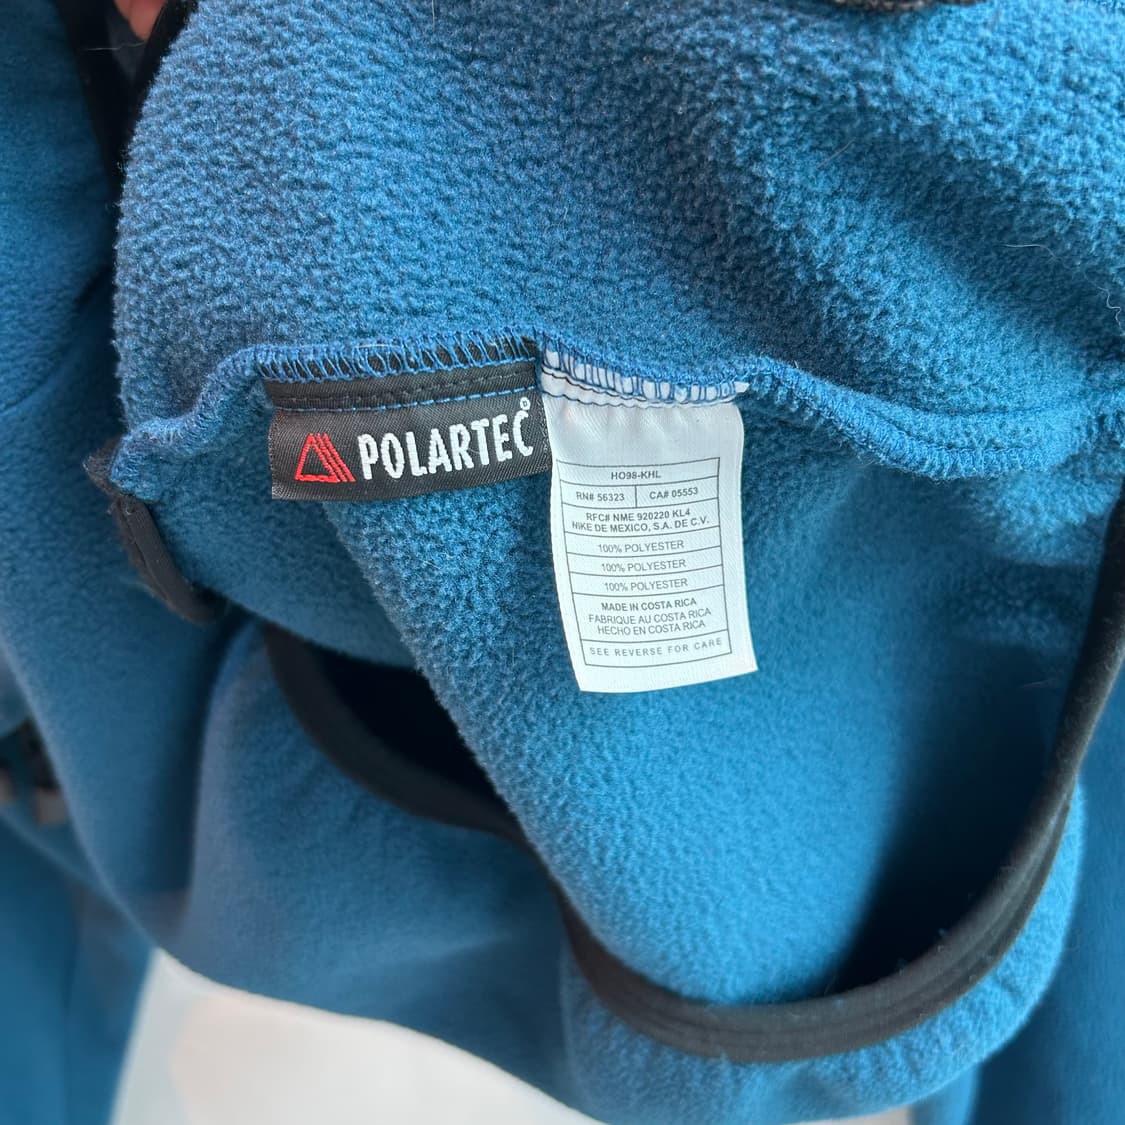 POLARTEC®
HO98-KHL
RN# 56323 CA# 05553
RFC# NME 920220 KL4
NIKE DE MEXICO, S.A. DE C.V.
100% POLYESTER
100% POLYESTER
100% POLYESTER
MADE IN COSTA RICA
FABRIQUE AU COSTA RICA
HECHO EN COSTA RICA
SEE REVERSE FOR CARE